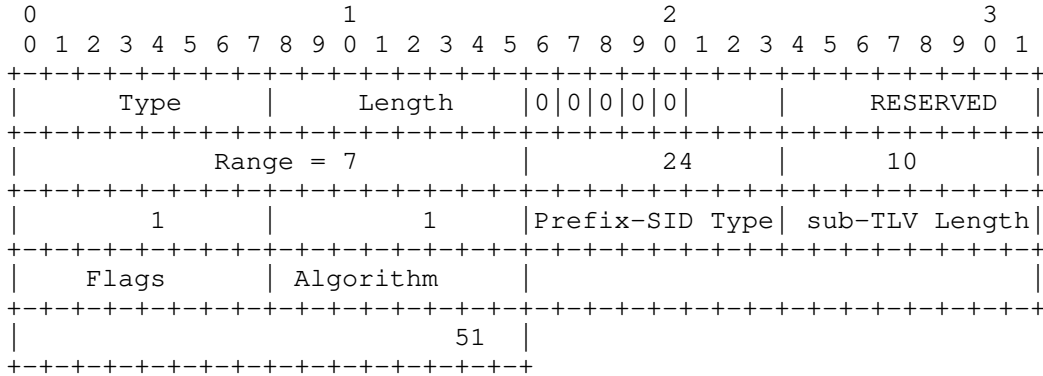 0                   1                   2                   3
 0 1 2 3 4 5 6 7 8 9 0 1 2 3 4 5 6 7 8 9 0 1 2 3 4 5 6 7 8 9 0 1
+-+-+-+-+-+-+-+-+-+-+-+-+-+-+-+-+-+-+-+-+-+-+-+-+-+-+-+-+-+-+-+-+
|      Type     |     Length    |0|0|0|0|0|     |     RESERVED  |
+-+-+-+-+-+-+-+-+-+-+-+-+-+-+-+-+-+-+-+-+-+-+-+-+-+-+-+-+-+-+-+-+
|            Range = 7          |        24     |      10       |
+-+-+-+-+-+-+-+-+-+-+-+-+-+-+-+-+-+-+-+-+-+-+-+-+-+-+-+-+-+-+-+-+
|        1      |         1     |Prefix-SID Type| sub-TLV Length|
+-+-+-+-+-+-+-+-+-+-+-+-+-+-+-+-+-+-+-+-+-+-+-+-+-+-+-+-+-+-+-+-+
|    Flags      | Algorithm     |                               |
+-+-+-+-+-+-+-+-+-+-+-+-+-+-+-+-+-+-+-+-+-+-+-+-+-+-+-+-+-+-+-+-+
|                           51  |
+-+-+-+-+-+-+-+-+-+-+-+-+-+-+-+-+